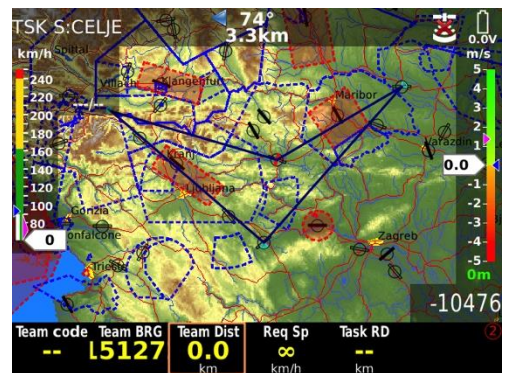 TSK S:CELJE
74°
3.3km
0.0V
km/h
m/s
Spittal
Villach
Klangenfurt
Maribor
Varazdin
Kranj
Ljubljana
Gorizia
onfalcone
Trieste
Zagreb
240
220
200
180
160
140
120
100
80
0
5
4
3
2
1
0.0
-1
-2
-3
-4
-5
0m
-10476
Team code Team BRG Team Dist Req Sp Task RD
-- 15127 0.0 ∞ --
km km/h km
2